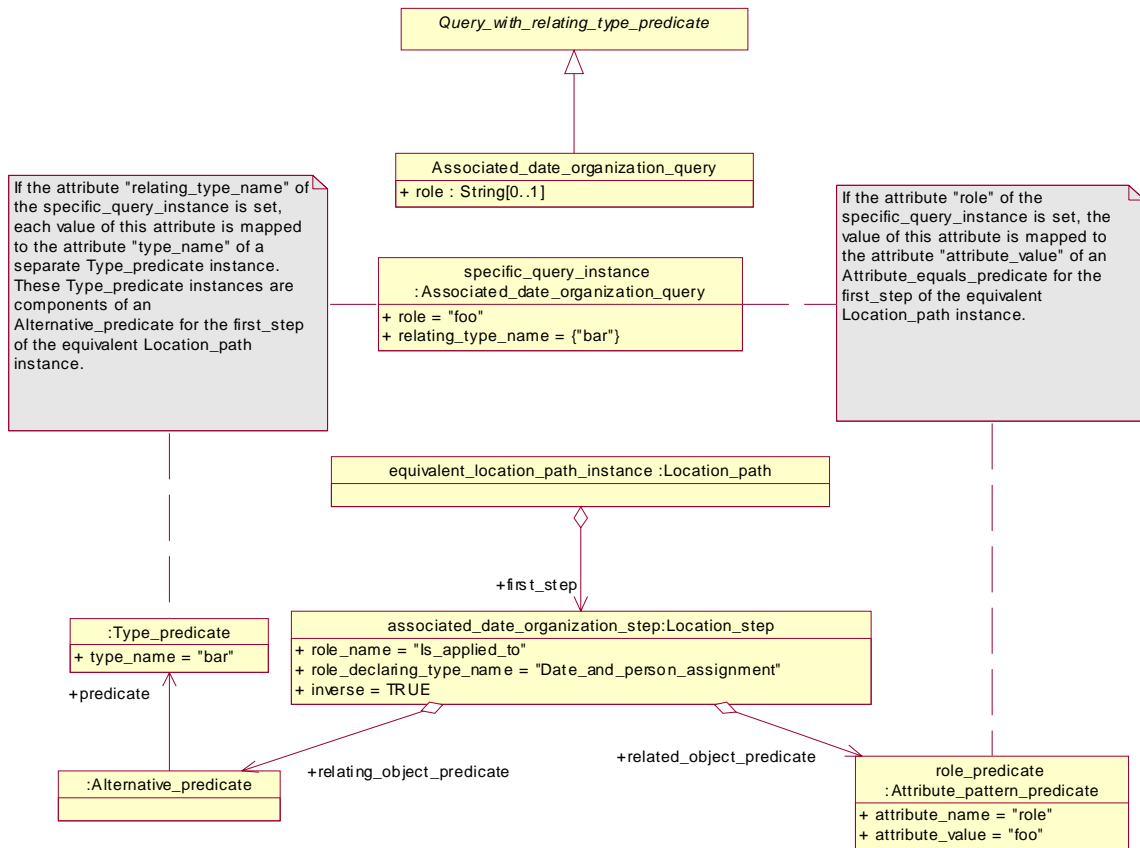 Query_with_relating_type_predicate
Associated_date_organization_query
+ role : String[0..1]
If the attribute "relating_type_name" of
the specific_query_instance is set,
each value of this attribute is mapped
to the attribute "type_name" of a
separate Type_predicate instance.
These Type_predicate instances are
components of an
Alternative_predicate for the first_step
of the equivalent Location_path
instance.
specific_query_instance
:Associated_date_organization_query
+ role = "foo"
+ relating_type_name = {"bar"}
If the attribute "role" of the
specific_query_instance is set, the
value of this attribute is mapped to
the attribute "attribute_value" of an
Attribute_equals_predicate for the
first_step of the equivalent
Location_path instance.
equivalent_location_path_instance :Location_path
+first_step
:Type_predicate
+ type_name = "bar"
associated_date_organization_step:Location_step
+ role_name = "Is_applied_to"
+ role_declaring_type_name = "Date_and_person_assignment"
+ inverse = TRUE
+predicate
+relating_object_predicate
+related_object_predicate
:Alternative_predicate
role_predicate
:Attribute_pattern_predicate
+ attribute_name = "role"
+ attribute_value = "foo"